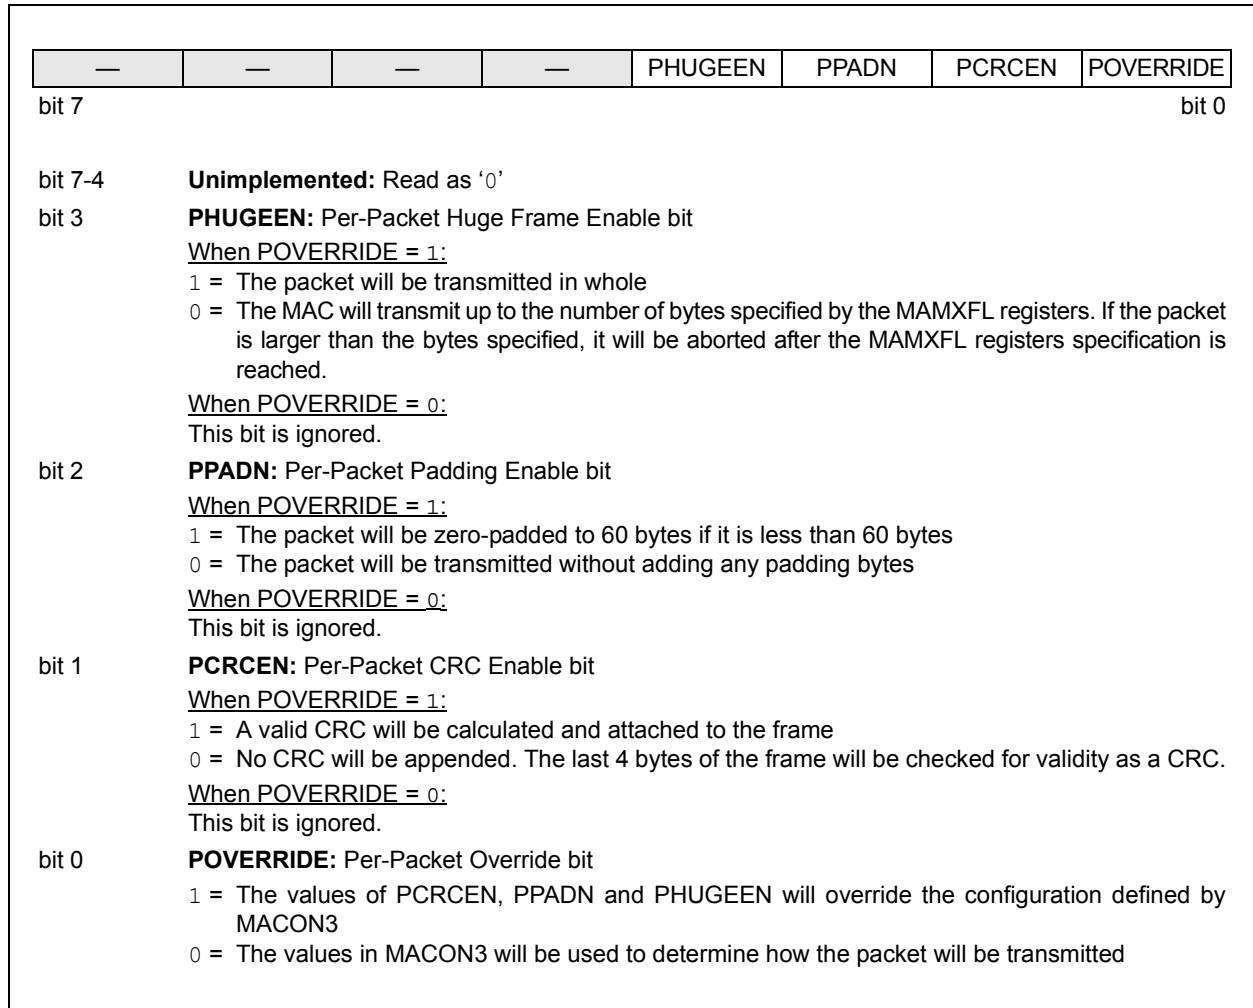 — — — — PHUGEEN PPADN PCRCEN POVERRIDE
bit 7 bit 0
bit 7-4 Unimplemented: Read as ‘0’
bit 3 PHUGEEN: Per-Packet Huge Frame Enable bit
When POVERRIDE = 1:
1 = The packet will be transmitted in whole
0 = The MAC will transmit up to the number of bytes specified by the MAMXFL registers. If the packet
is larger than the bytes specified, it will be aborted after the MAMXFL registers specification is
reached.
When POVERRIDE = 0:
This bit is ignored.
bit 2 PPADN: Per-Packet Padding Enable bit
When POVERRIDE = 1:
1 = The packet will be zero-padded to 60 bytes if it is less than 60 bytes
0 = The packet will be transmitted without adding any padding bytes
When POVERRIDE = 0:
This bit is ignored.
bit 1 PCRCEN: Per-Packet CRC Enable bit
When POVERRIDE = 1:
1 = A valid CRC will be calculated and attached to the frame
0 = No CRC will be appended. The last 4 bytes of the frame will be checked for validity as a CRC.
When POVERRIDE = 0:
This bit is ignored.
bit 0 POVERRIDE: Per-Packet Override bit
1 = The values of PCRCEN, PPADN and PHUGEEN will override the configuration defined by
MACON3
0 = The values in MACON3 will be used to determine how the packet will be transmitted